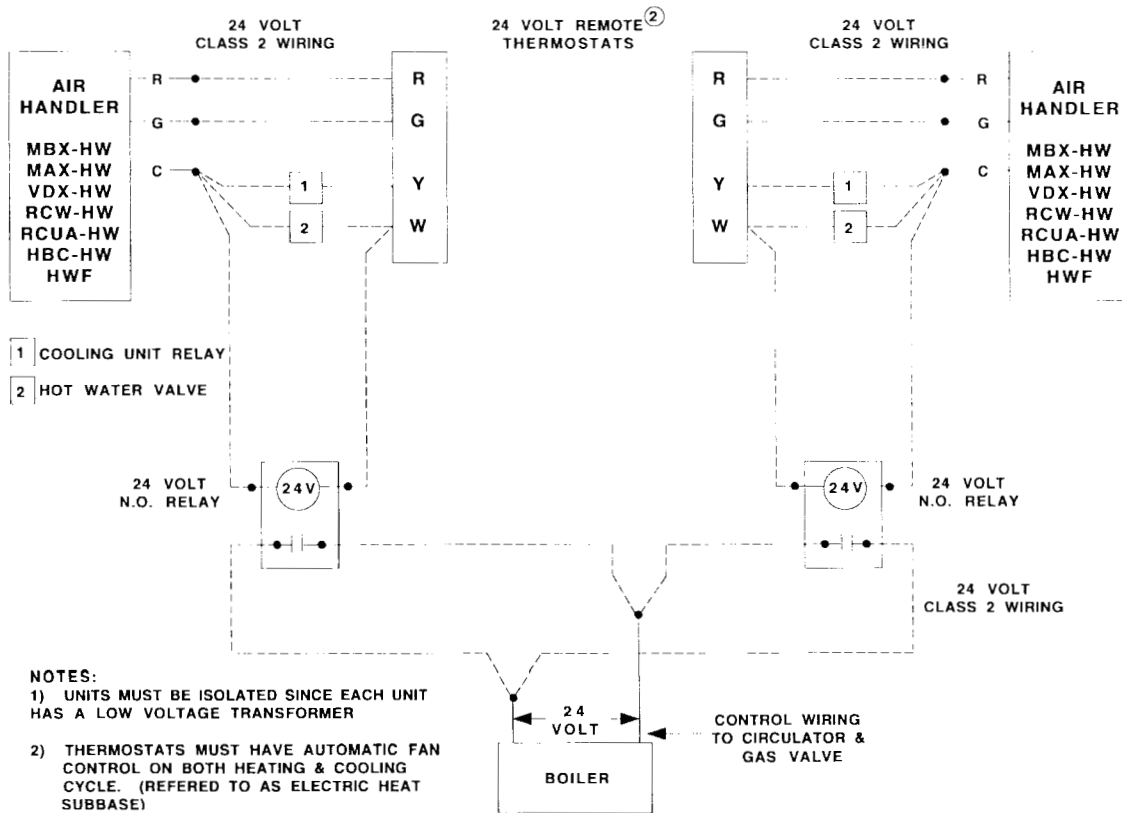 24 VOLT
CLASS 2 WIRING
24 VOLT REMOTE ②
THERMOSTATS
24 VOLT
CLASS 2 WIRING
AIR
HANDLER
MBX-HW
MAX-HW
VDX-HW
RCW-HW
RCUA-HW
HBC-HW
HWF
R
G
C
1
2
R
G
Y
W
R
G
Y
W
1
2
R
G
C
AIR
HANDLER
MBX-HW
MAX-HW
VDX-HW
RCW-HW
RCUA-HW
HBC-HW
HWF
1 COOLING UNIT RELAY
2 HOT WATER VALVE
24 VOLT
N.O. RELAY
24V
24V
24 VOLT
N.O. RELAY
24 VOLT
CLASS 2 WIRING
NOTES:
1) UNITS MUST BE ISOLATED SINCE EACH UNIT
HAS A LOW VOLTAGE TRANSFORMER
2) THERMOSTATS MUST HAVE AUTOMATIC FAN
CONTROL ON BOTH HEATING & COOLING
CYCLE. (REFERED TO AS ELECTRIC HEAT
SUBBASE)
24
VOLT
BOILER
CONTROL WIRING
TO CIRCULATOR &
GAS VALVE